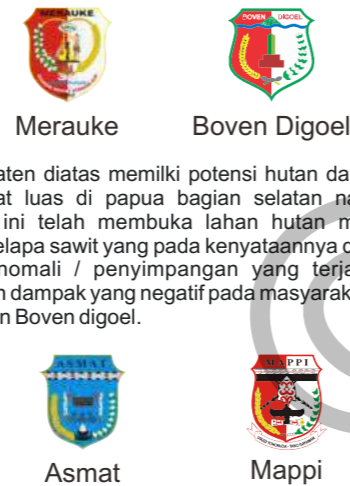 MERAUKE
BOVEN DIGOEL
Merauke
Boven Digoel
aten diatas memilki potensi hutan da
at luas di papua bagian selatan na
ini telah membuka lahan hutan m
elapa sawit yang pada kenyataannya d
nomali / penyimpangan yang terja
n dampak yang negatif pada masyarak
n Boven digoel.
ASMAT
MAPPI
Asmat
Mappi